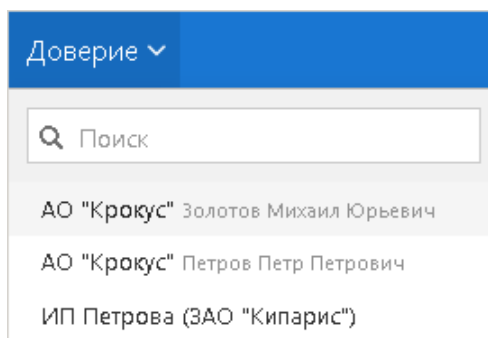 Доверие
Поиск
АО "Крокус" Золотов Михаил Юрьевич
АО "Крокус" Петров Петр Петрович
ИП Петрова (ЗАО "Кипарис")